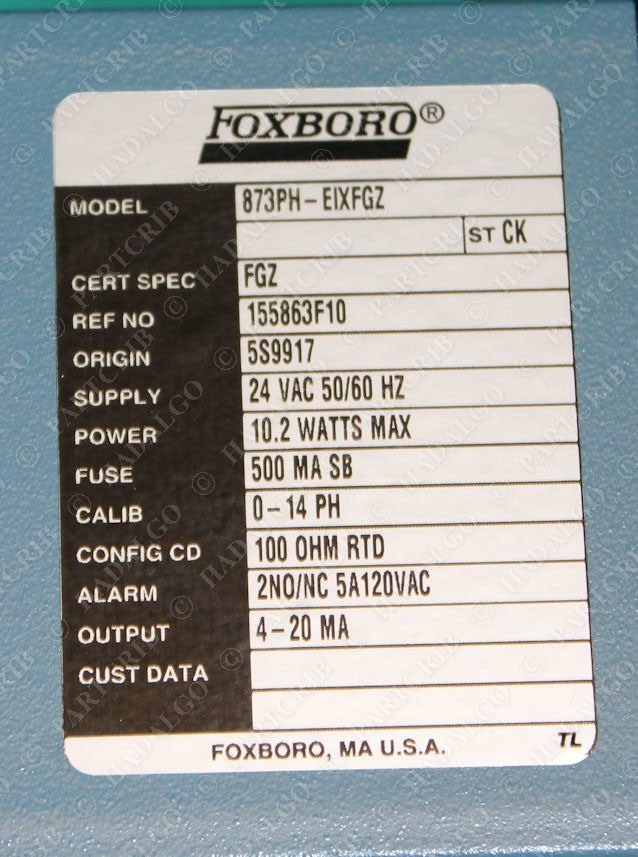 FOXBORO®
MODEL 873PH-EIXFGZ
ST CK
CERT SPEC FGZ
REF NO 155863F10
ORIGIN 5S9917
SUPPLY 24 VAC 50/60 HZ
POWER 10.2 WATTS MAX
FUSE 500 MA SB
CALIB 0-14 PH
CONFIG CD 100 OHM RTD
ALARM 2NO/NC 5A120VAC
OUTPUT 4-20 MA
CUST DATA
FOXBORO, MA U.S.A. TL
© PARTCRIB
HADALGO